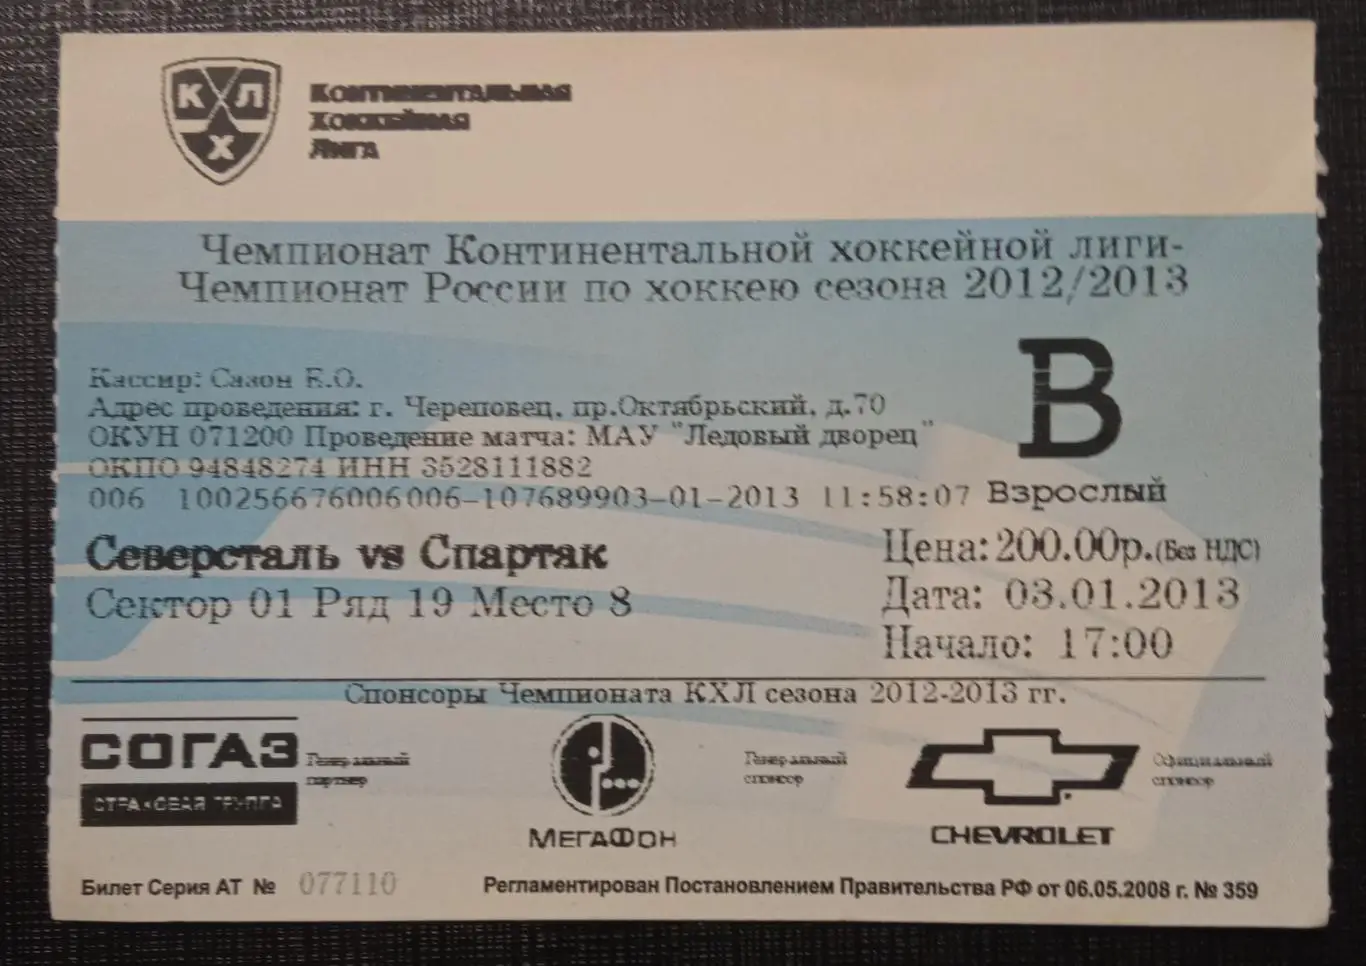 КЛХ
Континентальная
Хоккейная
Лига
Чемпионат Континентальной хоккейной лиги-
Чемпионат России по хоккею сезона 2012/2013
В
Кассир: Сазон Е.О.
Адрес проведения: г. Череповец, пр.Октябрьский, д.70
ОКУН 071200 Проведение матча: МАУ "Ледовый дворец"
ОКПО 94848274 ИНН 3528111882
006 100256676006006-107689903-01-2013 11:58:07 Взрослый
Северсталь vs Спартак
Сектор 01 Ряд 19 Место 8
Цена: 200.00р.(Без НДС)
Дата: 03.01.2013
Начало: 17:00
Спонсоры Чемпионата КХЛ сезона 2012-2013 гг.
СОГАЗ
СТРАХОВАЯ ГРУППА
Генеральный
партнер
МЕГАФОН
Генеральный
спонсор
CHEVROLET
Официальный
спонсор
Билет Серия АТ № 077110
Регламентирован Постановлением Правительства РФ от 06.05.2008 г. № 359